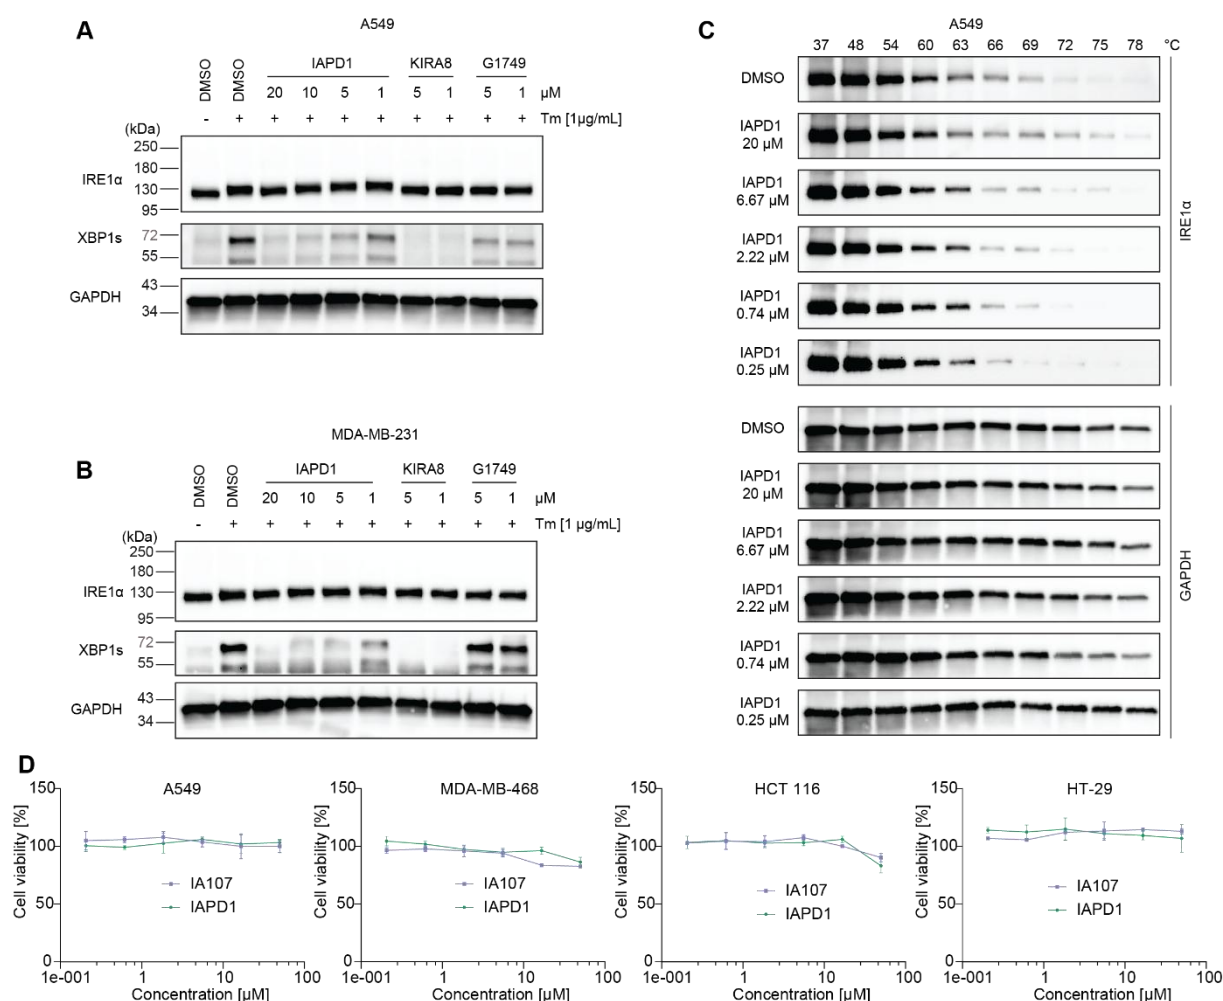 A
A549
DMSO
DMSO
IAPD1
KIRA8
G1749
20 10 5 1 5 1 5 1 µM
- + + + + + + + + + Tm [1µg/mL]
(kDa)
250
180
IRE1α
130
95
XBP1s
72
55
GAPDH
43
34
B
MDA-MB-231
DMSO
DMSO
IAPD1
KIRA8
G1749
20 10 5 1 5 1 5 1 µM
- + + + + + + + + + Tm [1 µg/mL]
(kDa)
250
180
IRE1α
130
95
XBP1s
72
55
GAPDH
43
34
C
A549
37 48 54 60 63 66 69 72 75 78 °C
DMSO
IAPD1
20 µM
IAPD1
6.67 µM
IAPD1
2.22 µM
IAPD1
0.74 µM
IAPD1
0.25 µM
IRE1α
DMSO
IAPD1
20 µM
IAPD1
6.67 µM
IAPD1
2.22 µM
IAPD1
0.74 µM
IAPD1
0.25 µM
GAPDH
D
A549
Cell viability [%]
150
100
50
0
IA107
IAPD1
1e-001 1 10 100
Concentration [µM]
MDA-MB-468
Cell viability [%]
150
100
50
0
IA107
IAPD1
1e-001 1 10 100
Concentration [µM]
HCT 116
Cell viability [%]
150
100
50
0
IA107
IAPD1
1e-001 1 10 100
Concentration [µM]
HT-29
Cell viability [%]
150
100
50
0
IA107
IAPD1
1e-001 1 10 100
Concentration [µM]